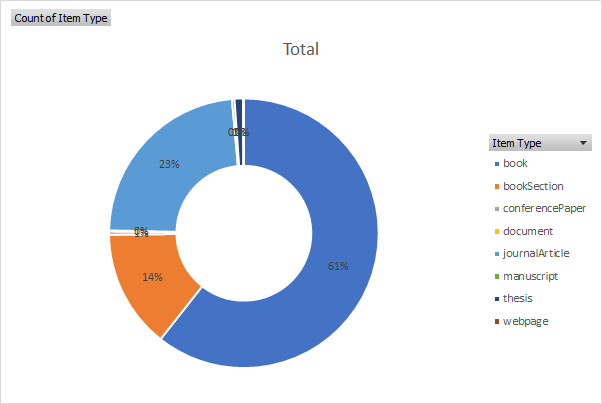 Count of Item Type
Total
23%
14%
61%
Item Type
book
bookSection
conferencePaper
document
journalArticle
manuscript
thesis
webpage